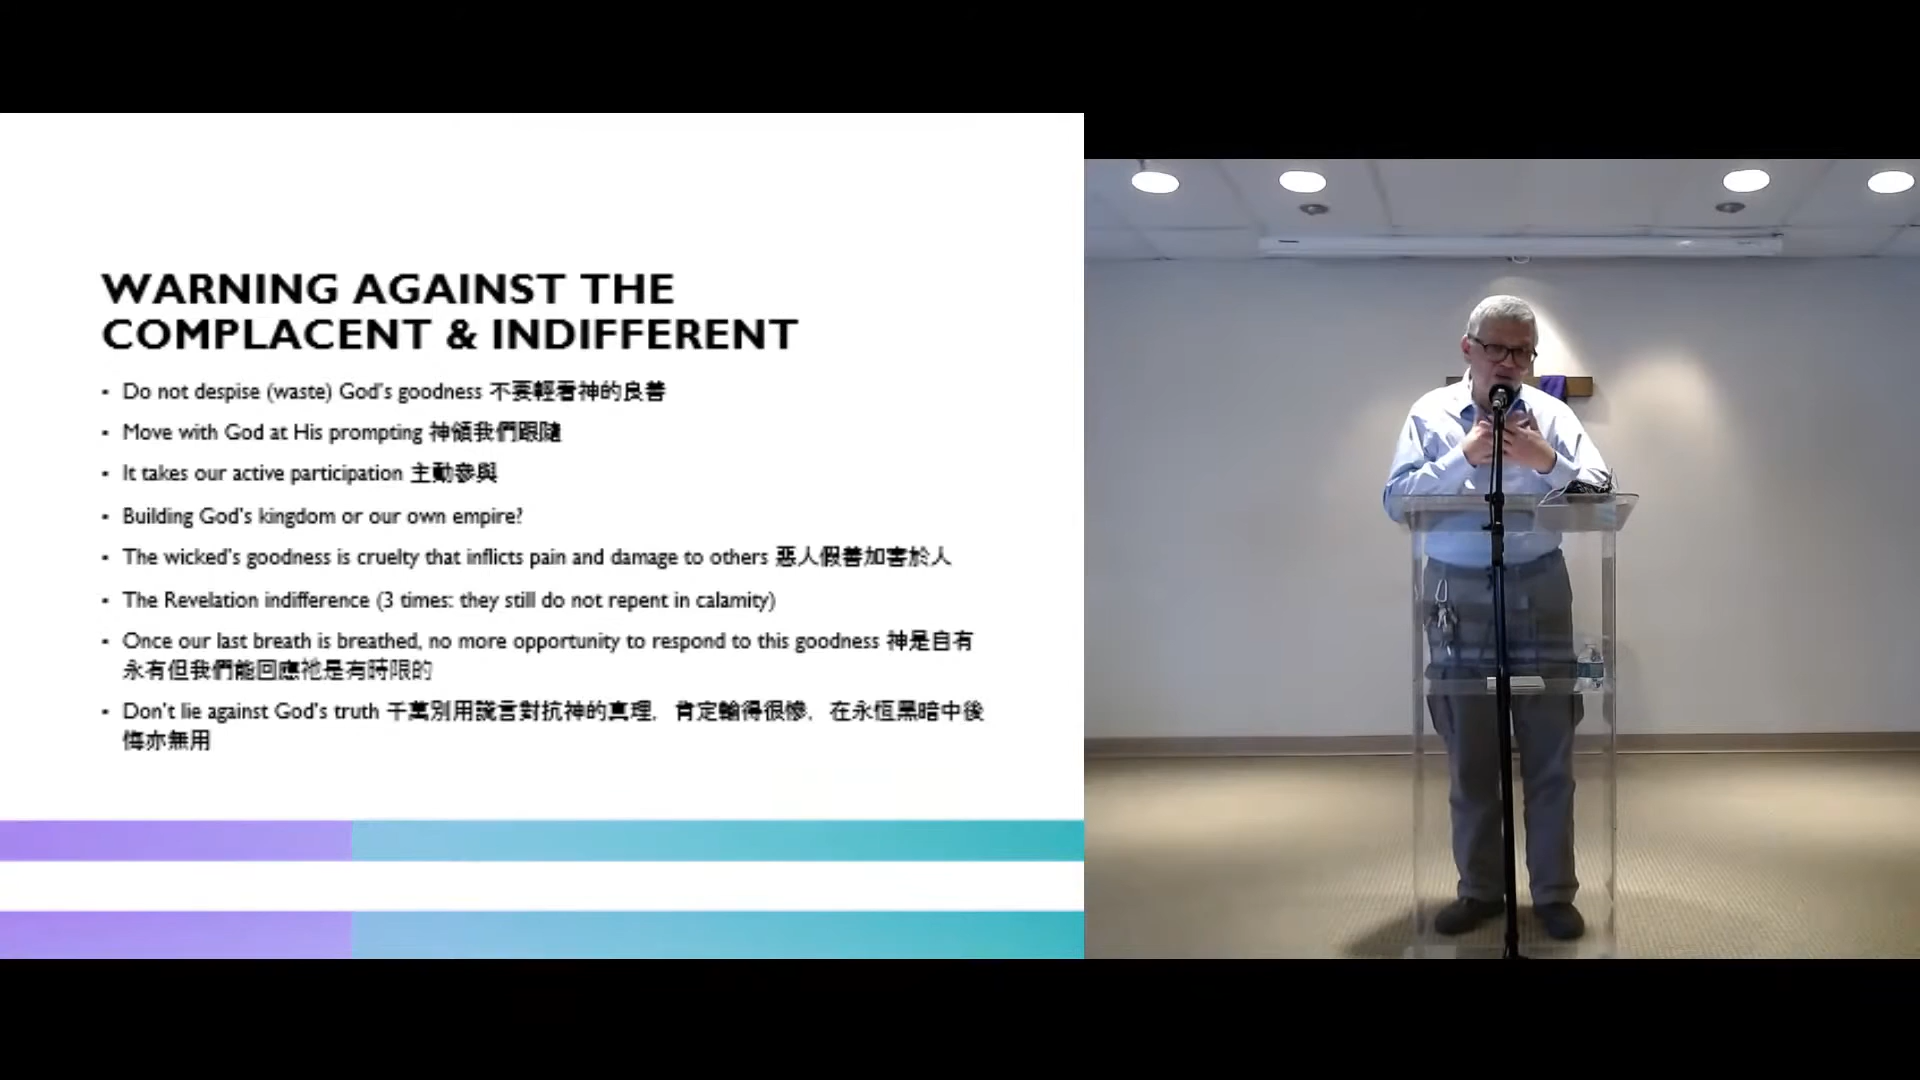 WARNING AGAINST THE
COMPLACENT & INDIFFERENT
• Do not despise (waste) God's goodness 不要輕看神的良善
• Move with God at His prompting 神領我們跟隨
• It takes our active participation 主動參與
• Building God's kingdom or our own empire?
• The wicked's goodness is cruelty that inflicts pain and damage to others 惡人假善加害於人
• The Revelation indifference (3 times: they still do not repent in calamity)
• Once our last breath is breathed, no more opportunity to respond to this goodness 神是自有
永有但我們能回應祂是有時限的
• Don't lie against God's truth 千萬別用謊言對抗神的真理，肯定輸得很慘，在永恆黑暗中後
悔亦無用